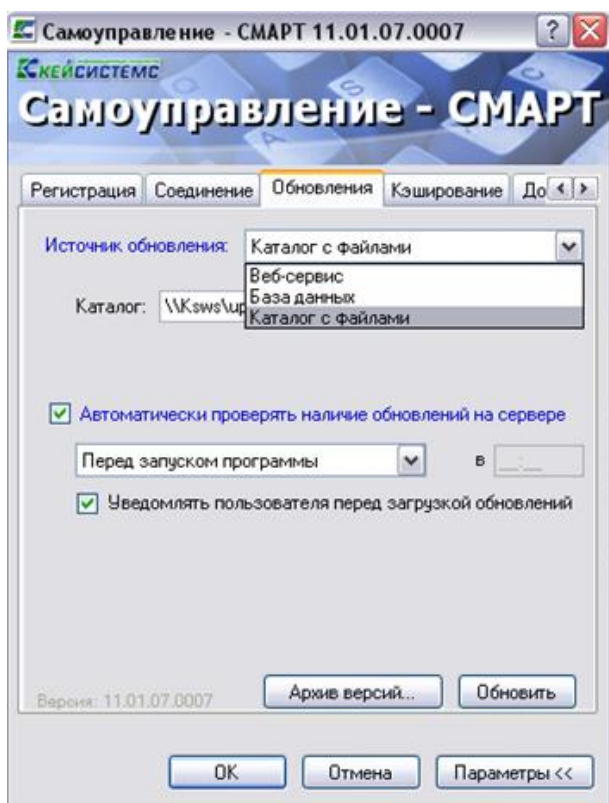 Самоуправление - СМАРТ 11.01.07.0007
Кейсистемс
Самоуправление - СМАРТ
Регистрация Соединение Обновления Кэширование До
Источник обновления: Каталог с файлами
Веб-сервис
База данных
Каталог: \\Ksws\up
Каталог с файлами
Автоматически проверять наличие обновлений на сервере
Перед запуском программы в __:__
Уведомлять пользователя перед загрузкой обновлений
Версия: 11.01.07.0007 Архив версий... Обновить
OK Отмена Параметры <<